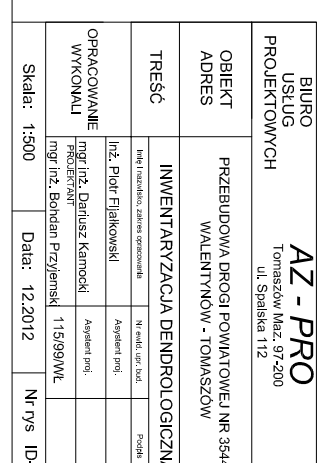 BIURO
USŁUG
PROJEKTOWYCH
AZ - PRO
Tomaszów Maz. 97-200
ul. Spalska 112
OBIEKT
ADRES
PRZEBUDOWA DROGI POWIATOWEJ NR 354
WALENTYNÓW - TOMASZÓW
TREŚĆ
INWENTARYZACJA DENDROLOGICZN
OPRACOWANIE
WYKONALI
Imię i nazwisko, zakres opracowania
Nr ewid. upr. bud.
Podpis
inż. Piotr Fijałkowski
Asystent proj.
mgr inż. Dariusz Kamocki
Asystent proj.
PROJEKTANT
mgr inż. Bohdan Przyjemski
115/99/WŁ
Skala: 1:500
Data: 12.2012
Nr rys ID-